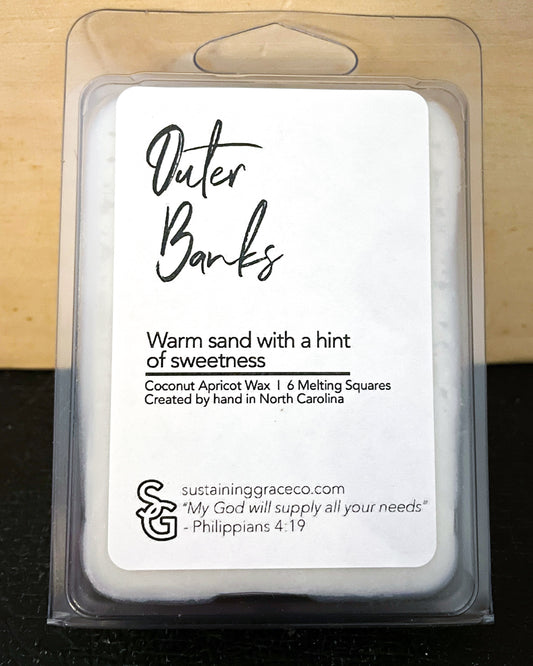 Outer
Banks
Warm sand with a hint
of sweetness
Coconut Apricot Wax | 6 Melting Squares
Created by hand in North Carolina
S&G
sustaininggraceco.com
"My God will supply all your needs"
- Philippians 4:19